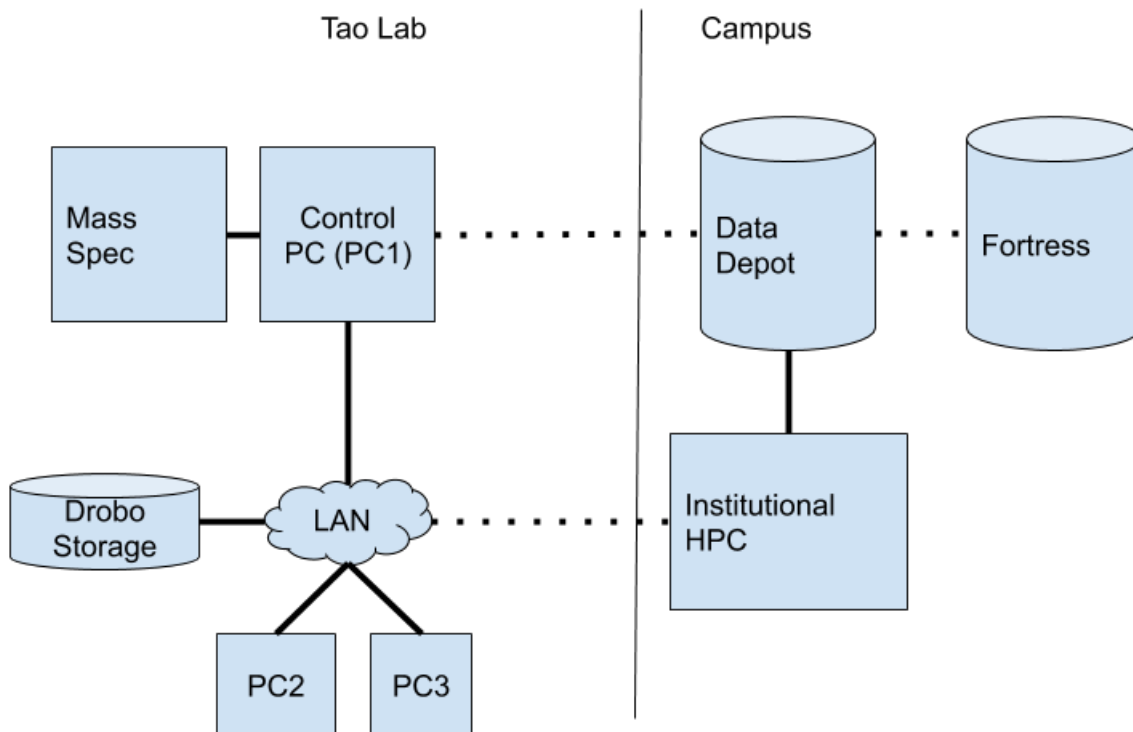 Tao Lab
Campus
Mass
Spec
Control
PC (PC1)
Data
Depot
Fortress
Drobo
Storage
LAN
Institutional
HPC
PC2
PC3